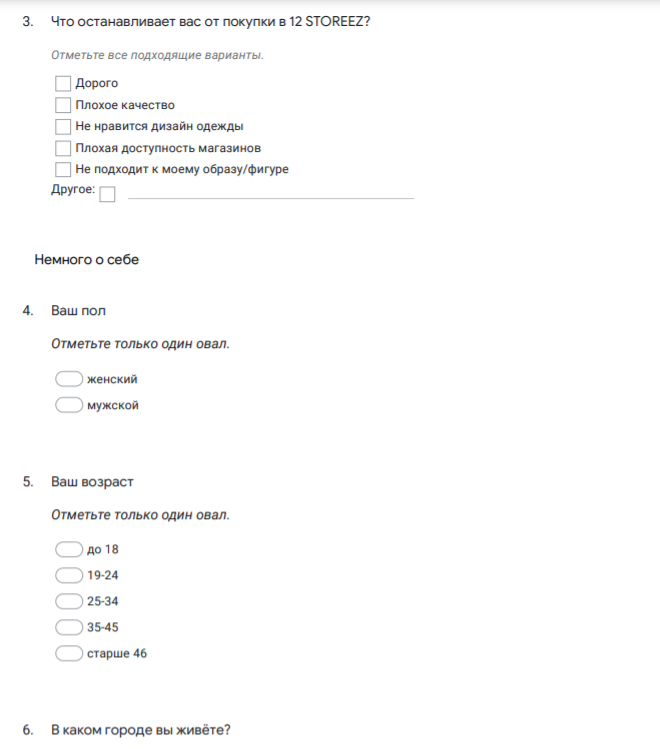 3. Что останавливает вас от покупки в 12 STOREEZ?
Отметьте все подходящие варианты.
Дорого
Плохое качество
Не нравится дизайн одежды
Плохая доступность магазинов
Не подходит к моему образу/фигуре
Другое:
Немного о себе
4. Ваш пол
Отметьте только один овал.
женский
мужской
5. Ваш возраст
Отметьте только один овал.
до 18
19-24
25-34
35-45
старше 46
6. В каком городе вы живёте?